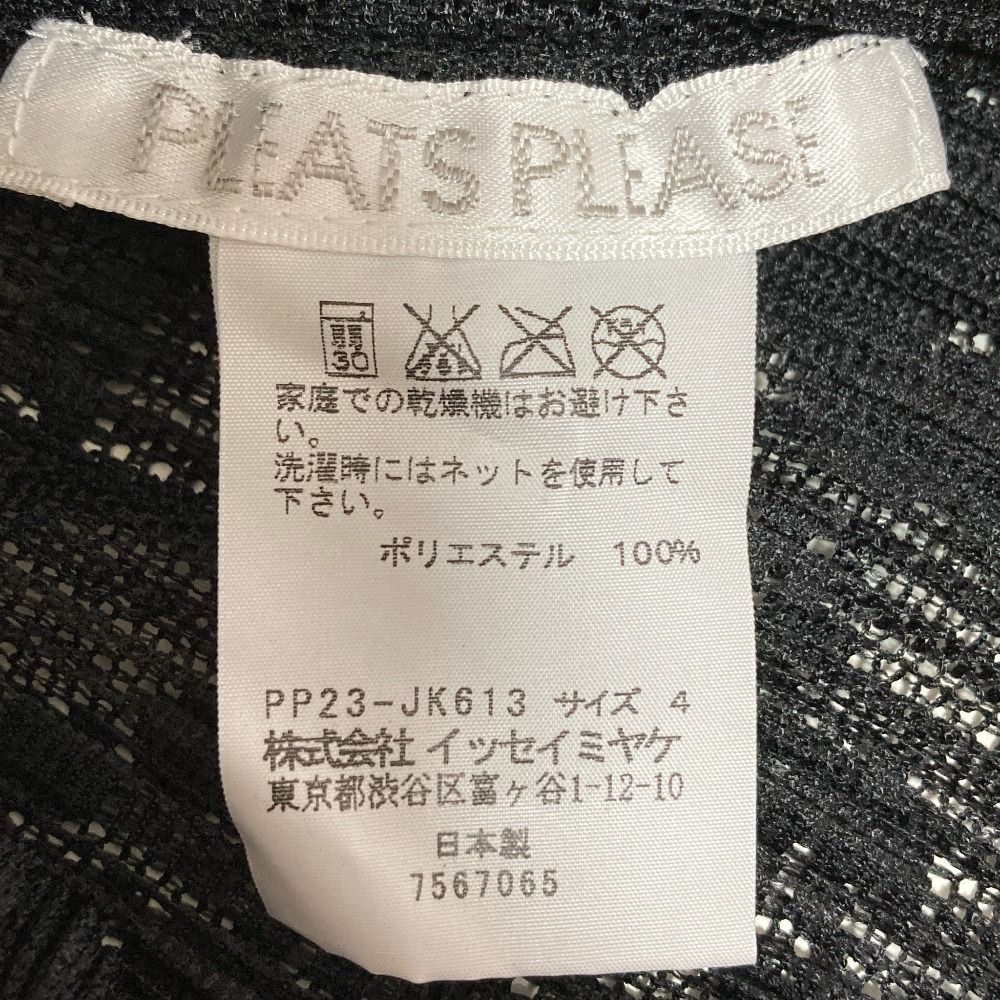 PLEATS PLEASE
弱
30
家庭での乾燥機はお避け下さ
い。
洗濯時にはネットを使用して
下さい。
ポリエステル 100%
PP23-JK613 サイズ 4
株式会社 イッセイミヤケ
東京都渋谷区富ヶ谷1-12-10
日本製
7567065